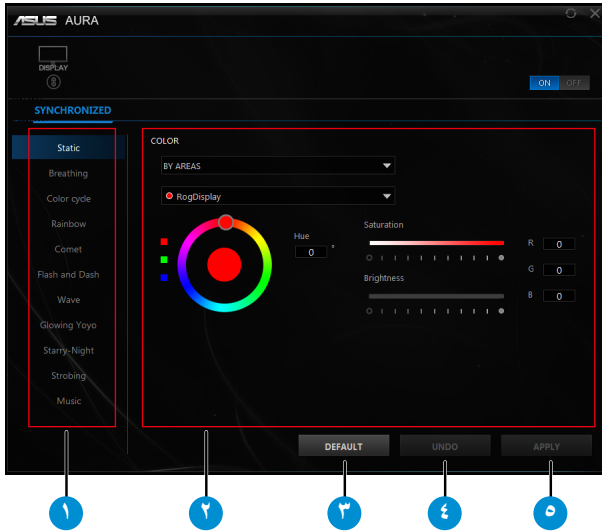 ASUS AURA
DISPLAY
ON OFF
SYNCHRONIZED
Static
Breathing
Color cycle
Rainbow
Comet
Flash and Dash
Wave
Glowing Yoyo
Starry-Night
Strobing
Music
COLOR
BY AREAS
RogDisplay
Hue
0 °
Saturation
Brightness
R 0
G 0
B 0
DEFAULT UNDO APPLY
١ ٢ ٣ ٤ ٥